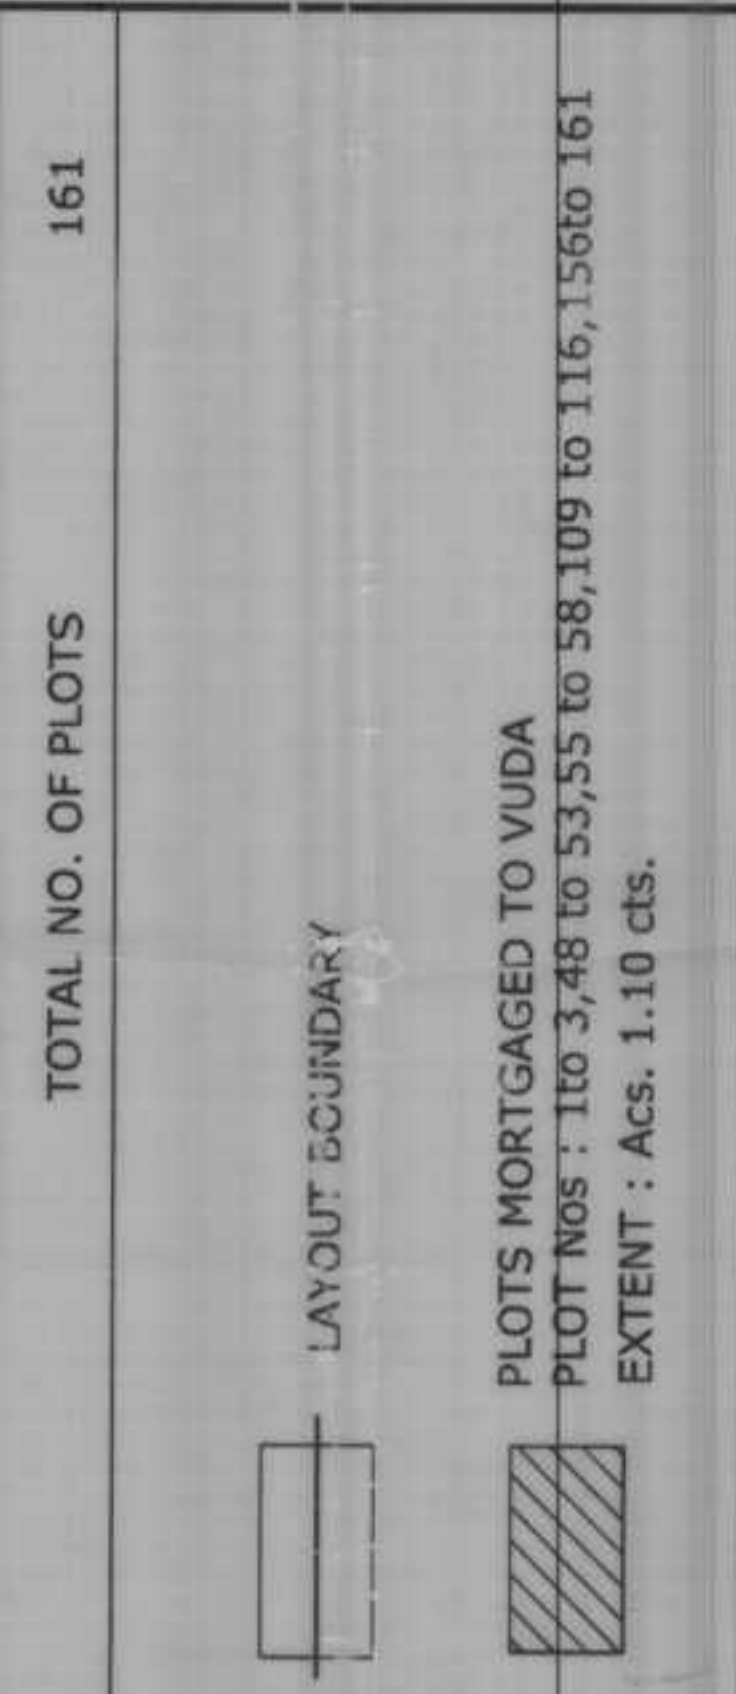 TOTAL NO. OF PLOTS 161
LAYOUT BOUNDARY
PLOTS MORTGAGED TO VUDA
PLOT Nos : 1to 3,48 to 53,55 to 58,109 to 116,156to 161
EXTENT : Acs. 1.10 cts.